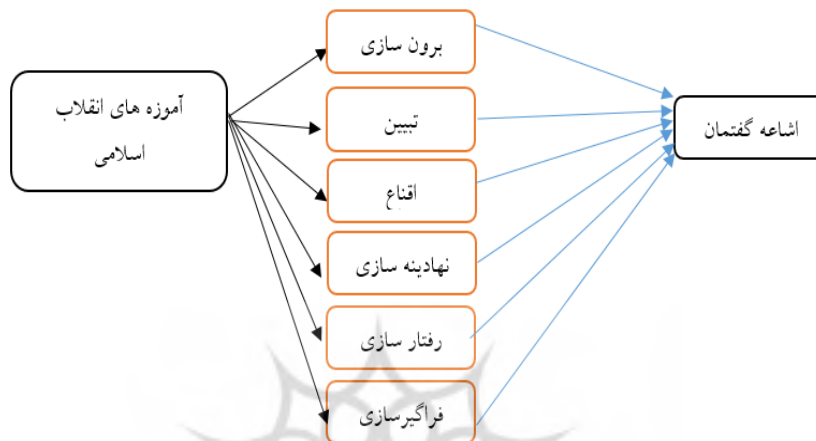 آموزه های انقلاب
اسلامی
برون سازی
تبیین
اقناع
نهادینه سازی
رفتار سازی
فراگیرسازی
اشاعه گفتمان